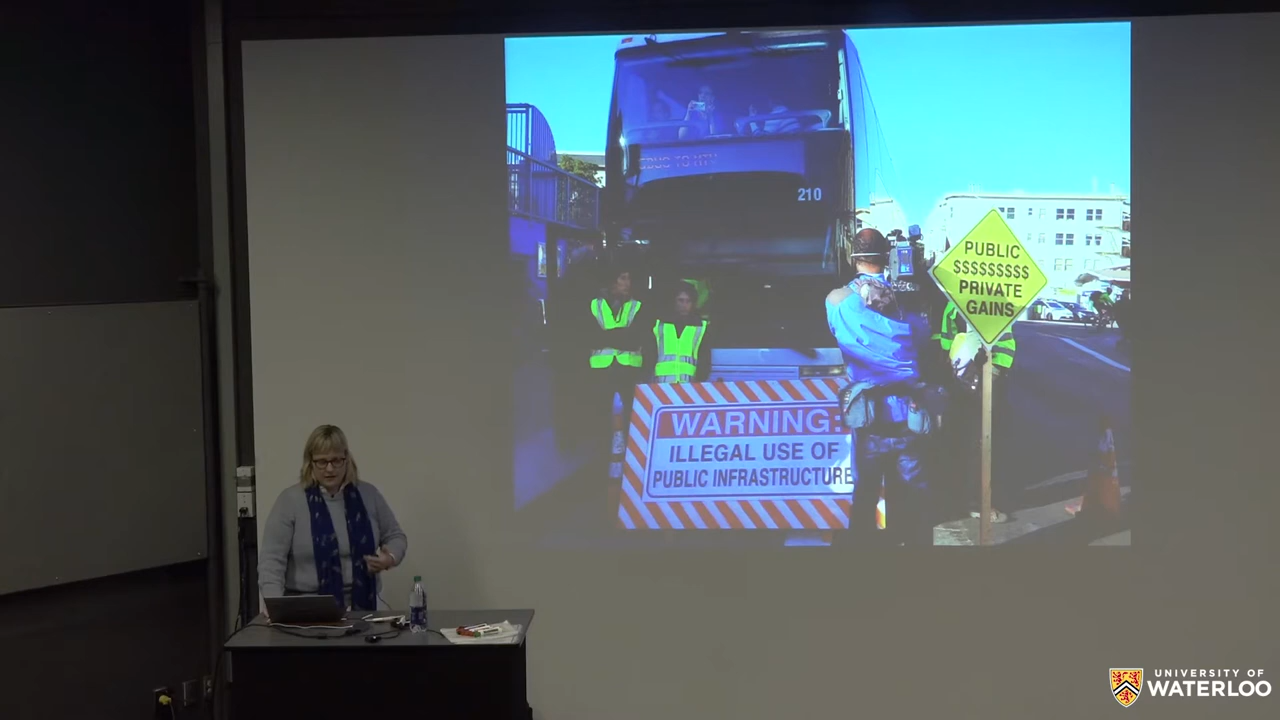 210
PUBLIC
$$$$$$$$$
PRIVATE
GAINS
WARNING:
ILLEGAL USE OF
PUBLIC INFRASTRUCTURE
UNIVERSITY OF
WATERLOO